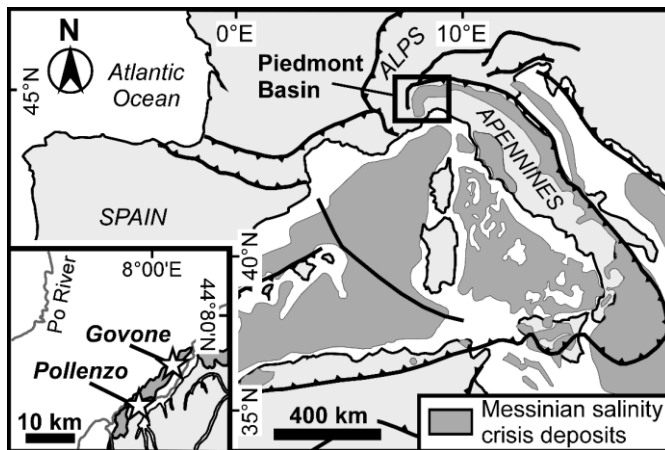 0°E
10°E
N
Atlantic
Ocean
45°N
ALPS
Piedmont
Basin
APENNINES
SPAIN
40°N
35°N
8°00'E
44°80'N
Po River
Govone
Pollenzo
10 km
400 km
Messinian salinity
crisis deposits